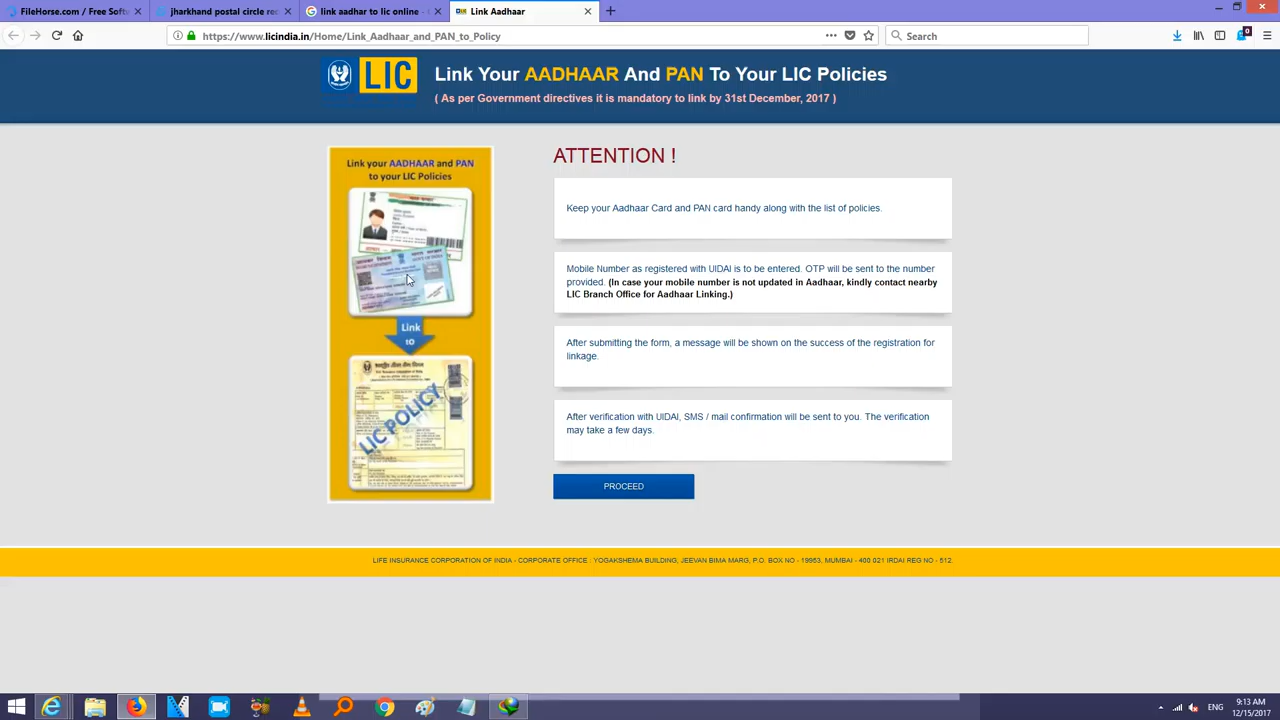 FileHorse.com / Free Softw
jharkhand postal circle rec
link aadhar to lic online -
Link Aadhaar
https://www.licindia.in/Home/Link_Aadhaar_and_PAN_to_Policy
Search
0
LIC
Link Your AADHAAR And PAN To Your LIC Policies
( As per Government directives it is mandatory to link by 31st December, 2017 )
Link your AADHAAR and PAN
to your LIC Policies
Link
to
LIC POLICY
ATTENTION !
Keep your Aadhaar Card and PAN card handy along with the list of policies.
Mobile Number as registered with UIDAI is to be entered. OTP will be sent to the number
provided. (In case your mobile number is not updated in Aadhaar, kindly contact nearby
LIC Branch Office for Aadhaar Linking.)
After submitting the form, a message will be shown on the success of the registration for
linkage.
After verification with UIDAI, SMS / mail confirmation will be sent to you. The verification
may take a few days.
PROCEED
LIFE INSURANCE CORPORATION OF INDIA - CORPORATE OFFICE : YOGAKSHEMA BUILDING, JEEVAN BIMA MARG, P.O. BOX NO - 19953, MUMBAI - 400 021 IRDAI REG NO - 512.
ENG
9:13 AM
12/15/2017